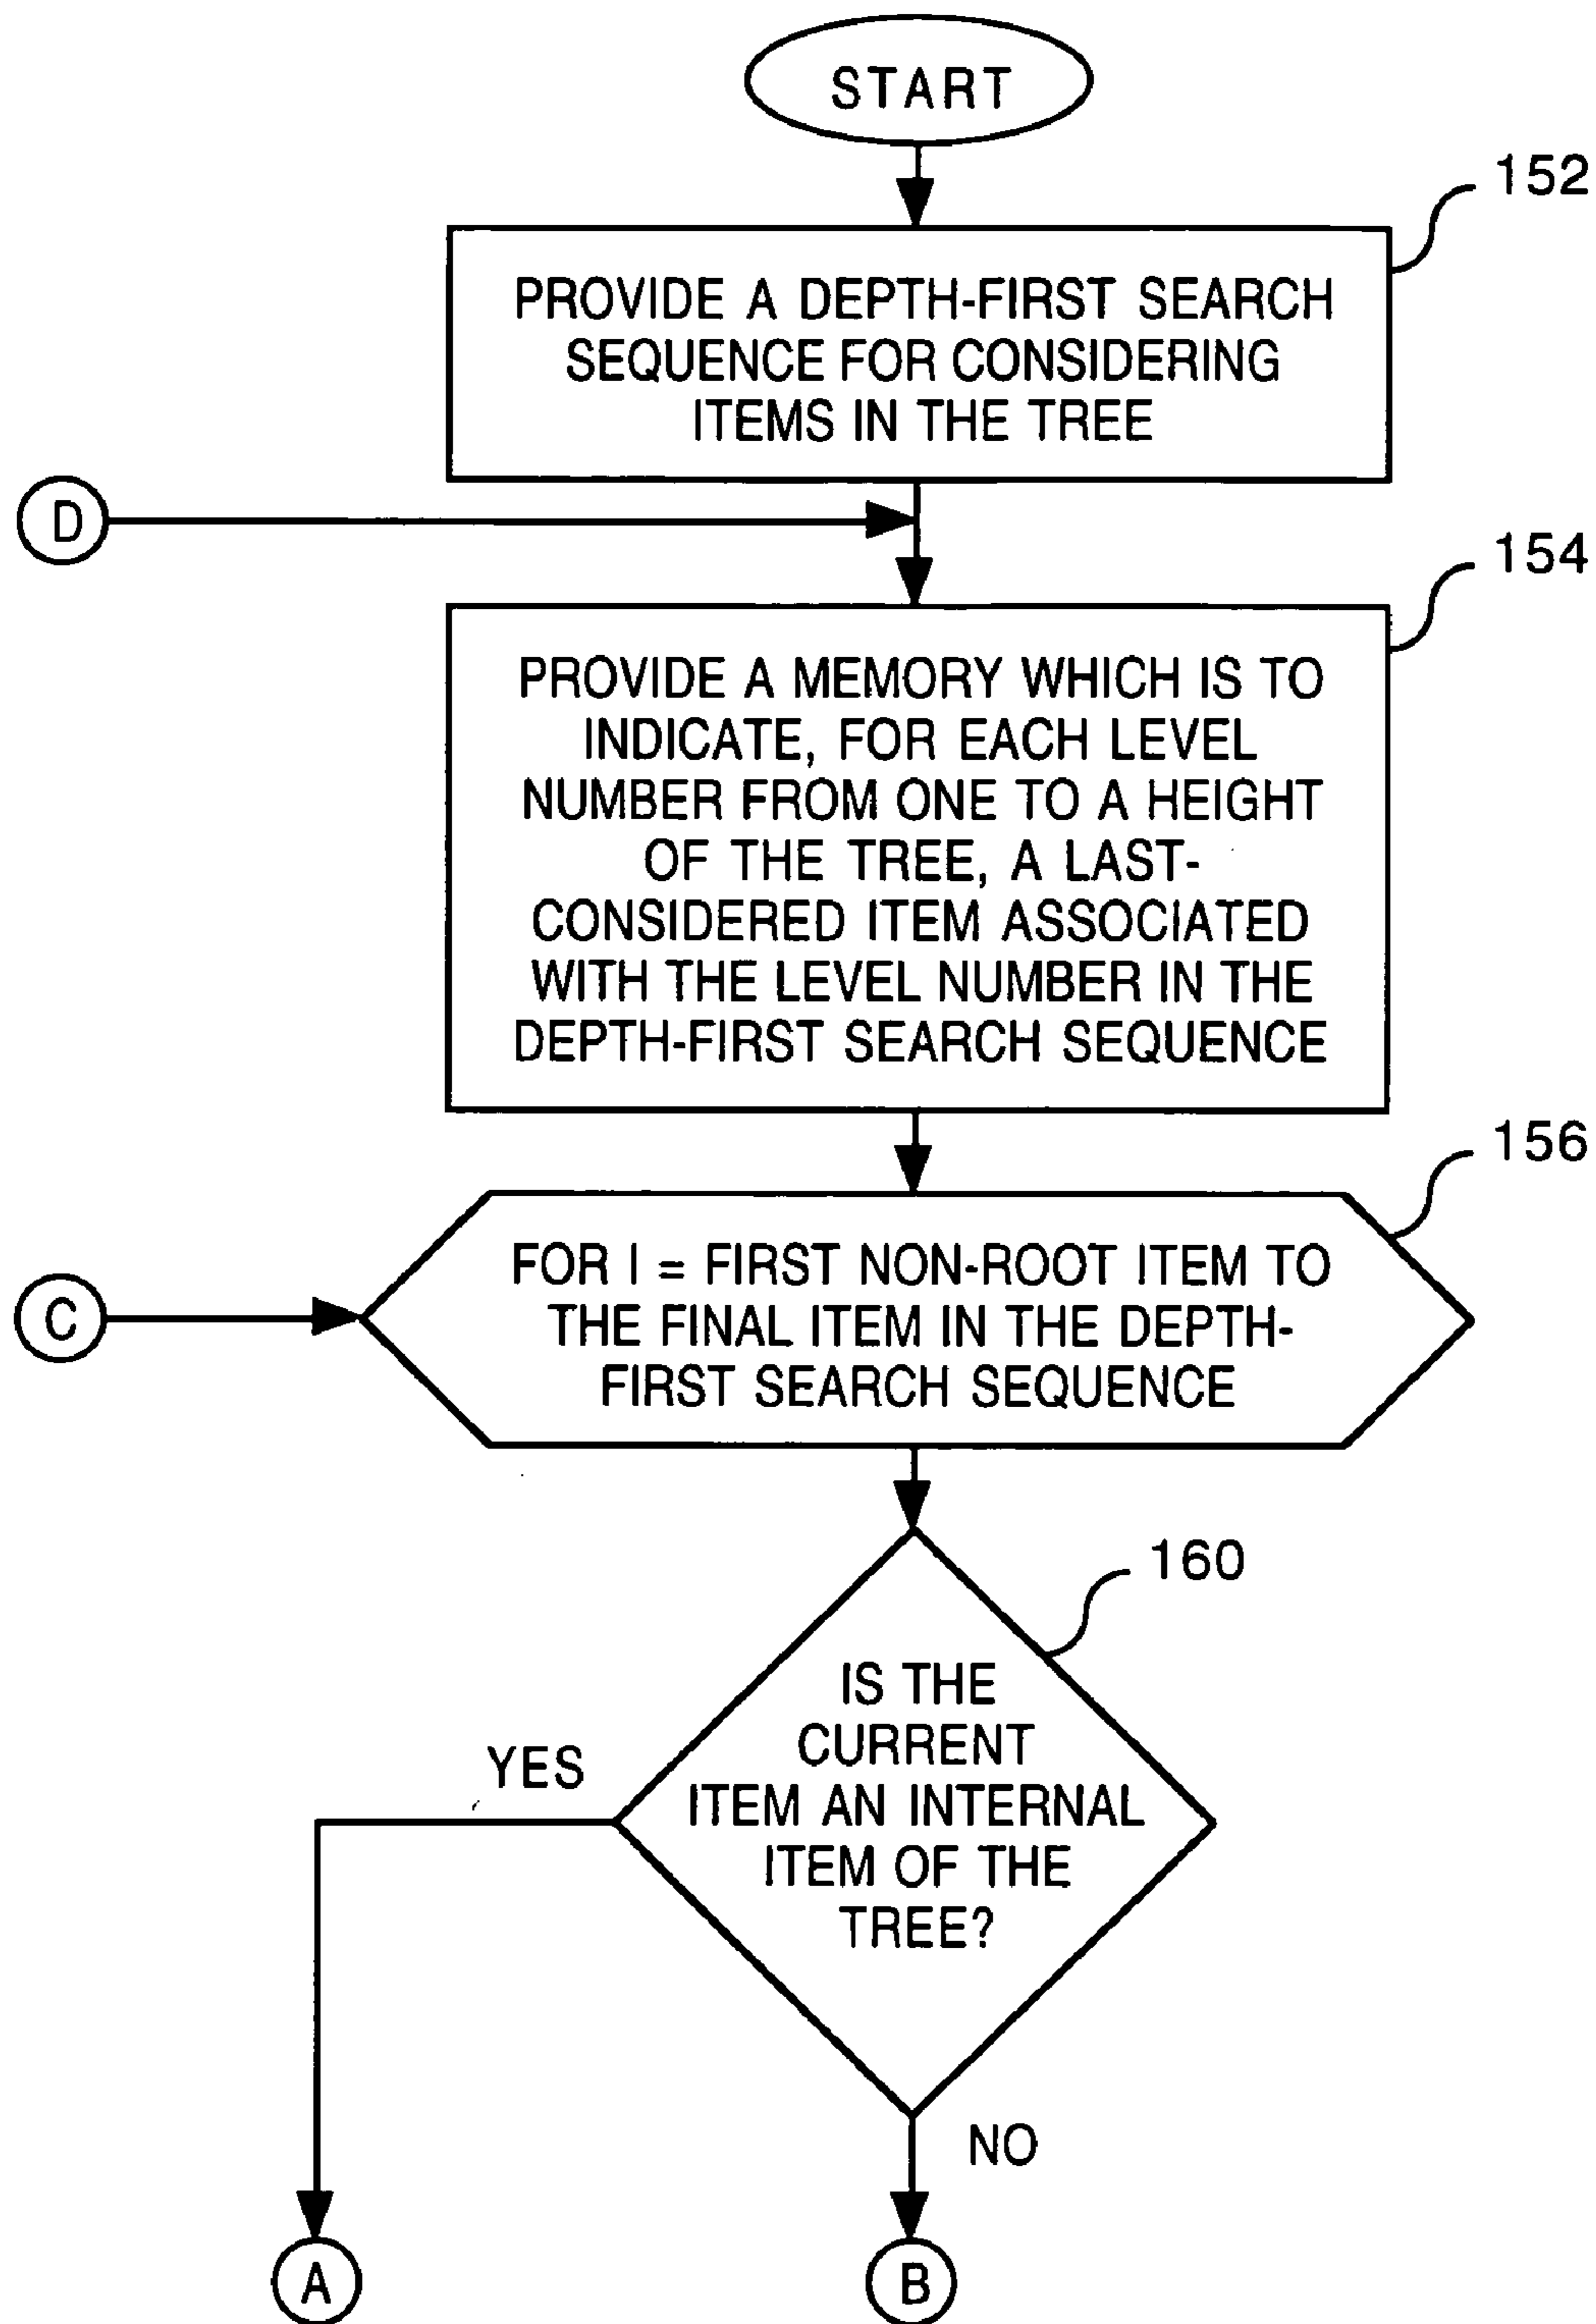 START
152
PROVIDE A DEPTH-FIRST SEARCH
SEQUENCE FOR CONSIDERING
ITEMS IN THE TREE
D
154
PROVIDE A MEMORY WHICH IS TO
INDICATE, FOR EACH LEVEL
NUMBER FROM ONE TO A HEIGHT
OF THE TREE, A LAST-
CONSIDERED ITEM ASSOCIATED
WITH THE LEVEL NUMBER IN THE
DEPTH-FIRST SEARCH SEQUENCE
156
FOR I = FIRST NON-ROOT ITEM TO
THE FINAL ITEM IN THE DEPTH-
FIRST SEARCH SEQUENCE
C
160
IS THE
CURRENT
ITEM AN INTERNAL
ITEM OF THE
TREE?
YES
NO
A
B